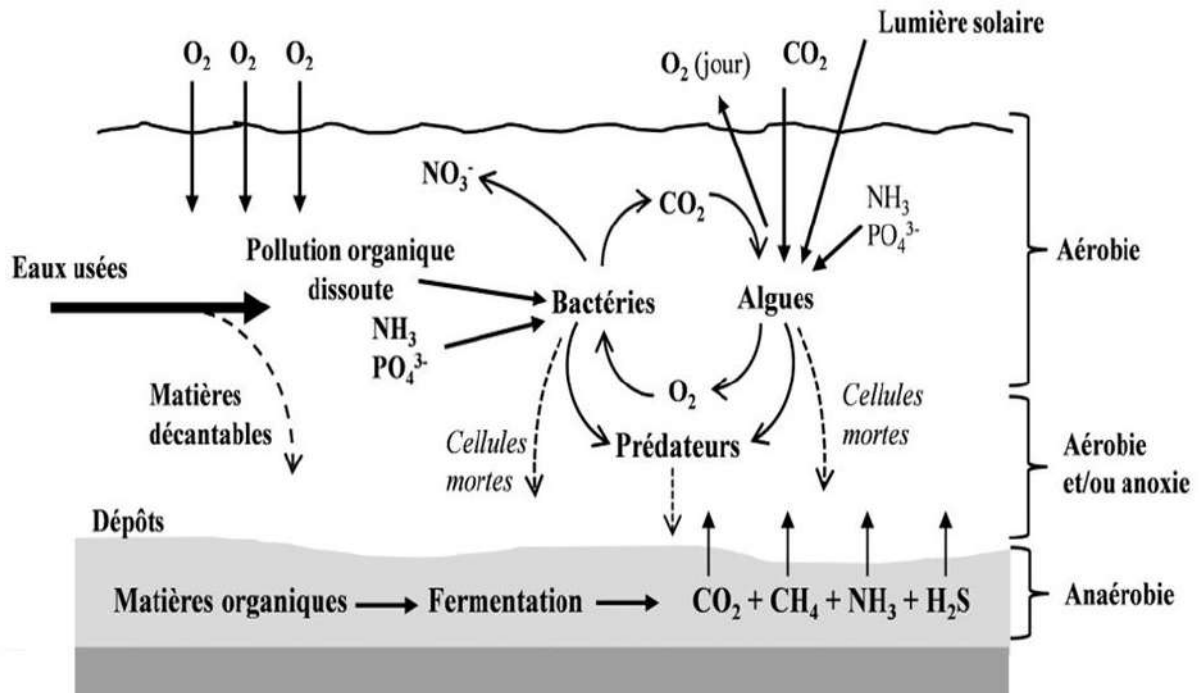 Lumière solaire
O₂ O₂ O₂
O₂ (jour)
CO₂
NO₃⁻
CO₂
NH₃
PO₄³⁻
Aérobie
Eaux usées
Pollution organique
dissoute
NH₃
PO₄³⁻
Bactéries
Algues
O₂
Prédateurs
Matières
décantables
Cellules
mortes
Cellules
mortes
Aérobie
et/ou anoxie
Dépôts
Matières organiques
Fermentation
CO₂ + CH₄ + NH₃ + H₂S
Anaérobie